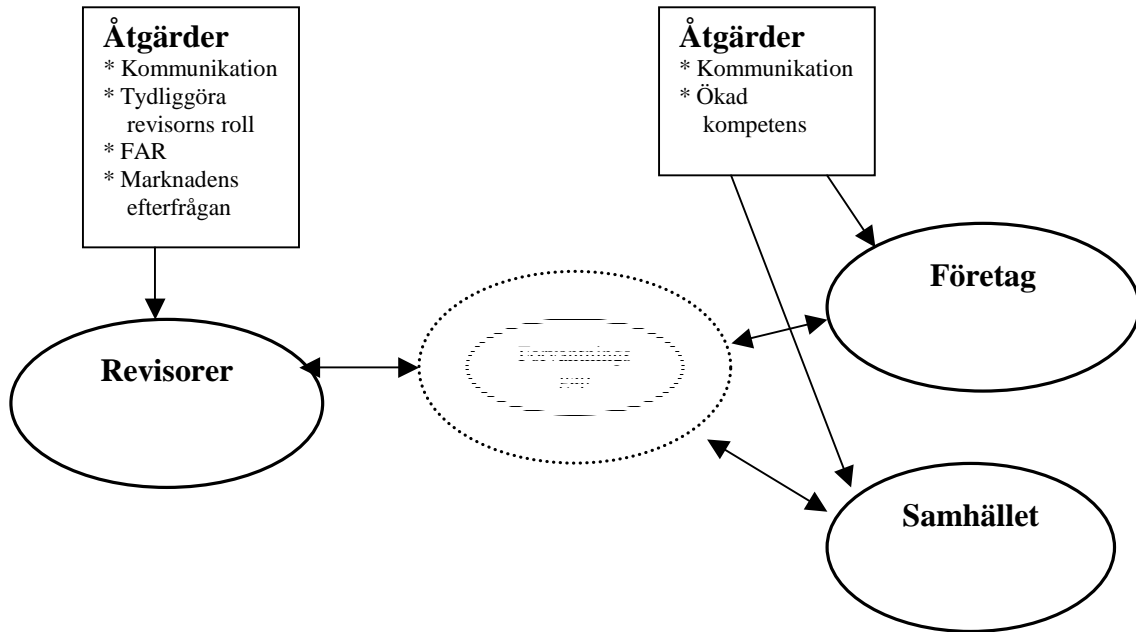 Åtgärder
* Kommunikation
* Tydliggöra
revisorns roll
* FAR
* Marknadens
efterfrågan
Åtgärder
* Kommunikation
* Ökad
kompetens
Företag
Revisorer
Samhället